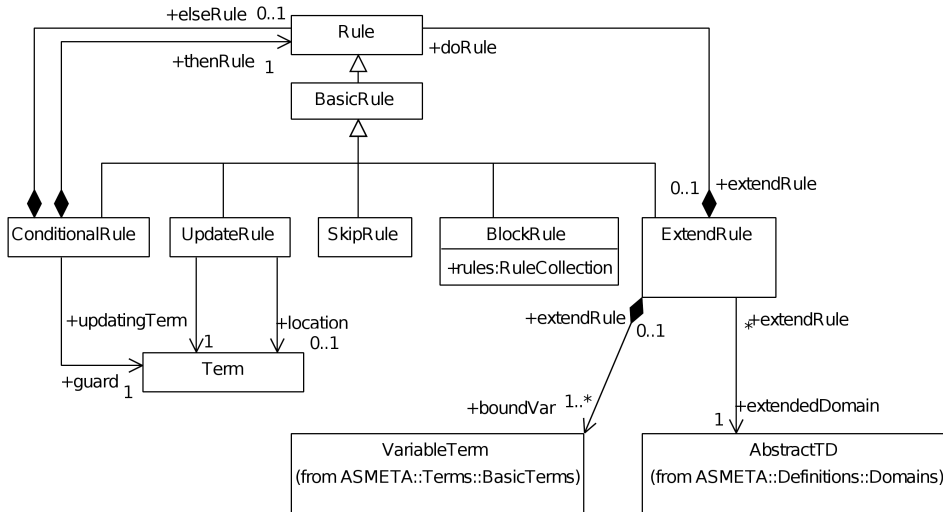 +elseRule 0..1
Rule
+doRule
+thenRule 1
BasicRule
0..1 +extendRule
ConditionalRule
UpdateRule
SkipRule
BlockRule
+rules:RuleCollection
ExtendRule
+updatingTerm
1
+location
0..1
+extendRule
0..1
*
+extendRule
Term
+guard
1
+boundVar
1..*
+extendedDomain
1
VariableTerm
(from ASMETA::Terms::BasicTerms)
AbstractTD
(from ASMETA::Definitions::Domains)